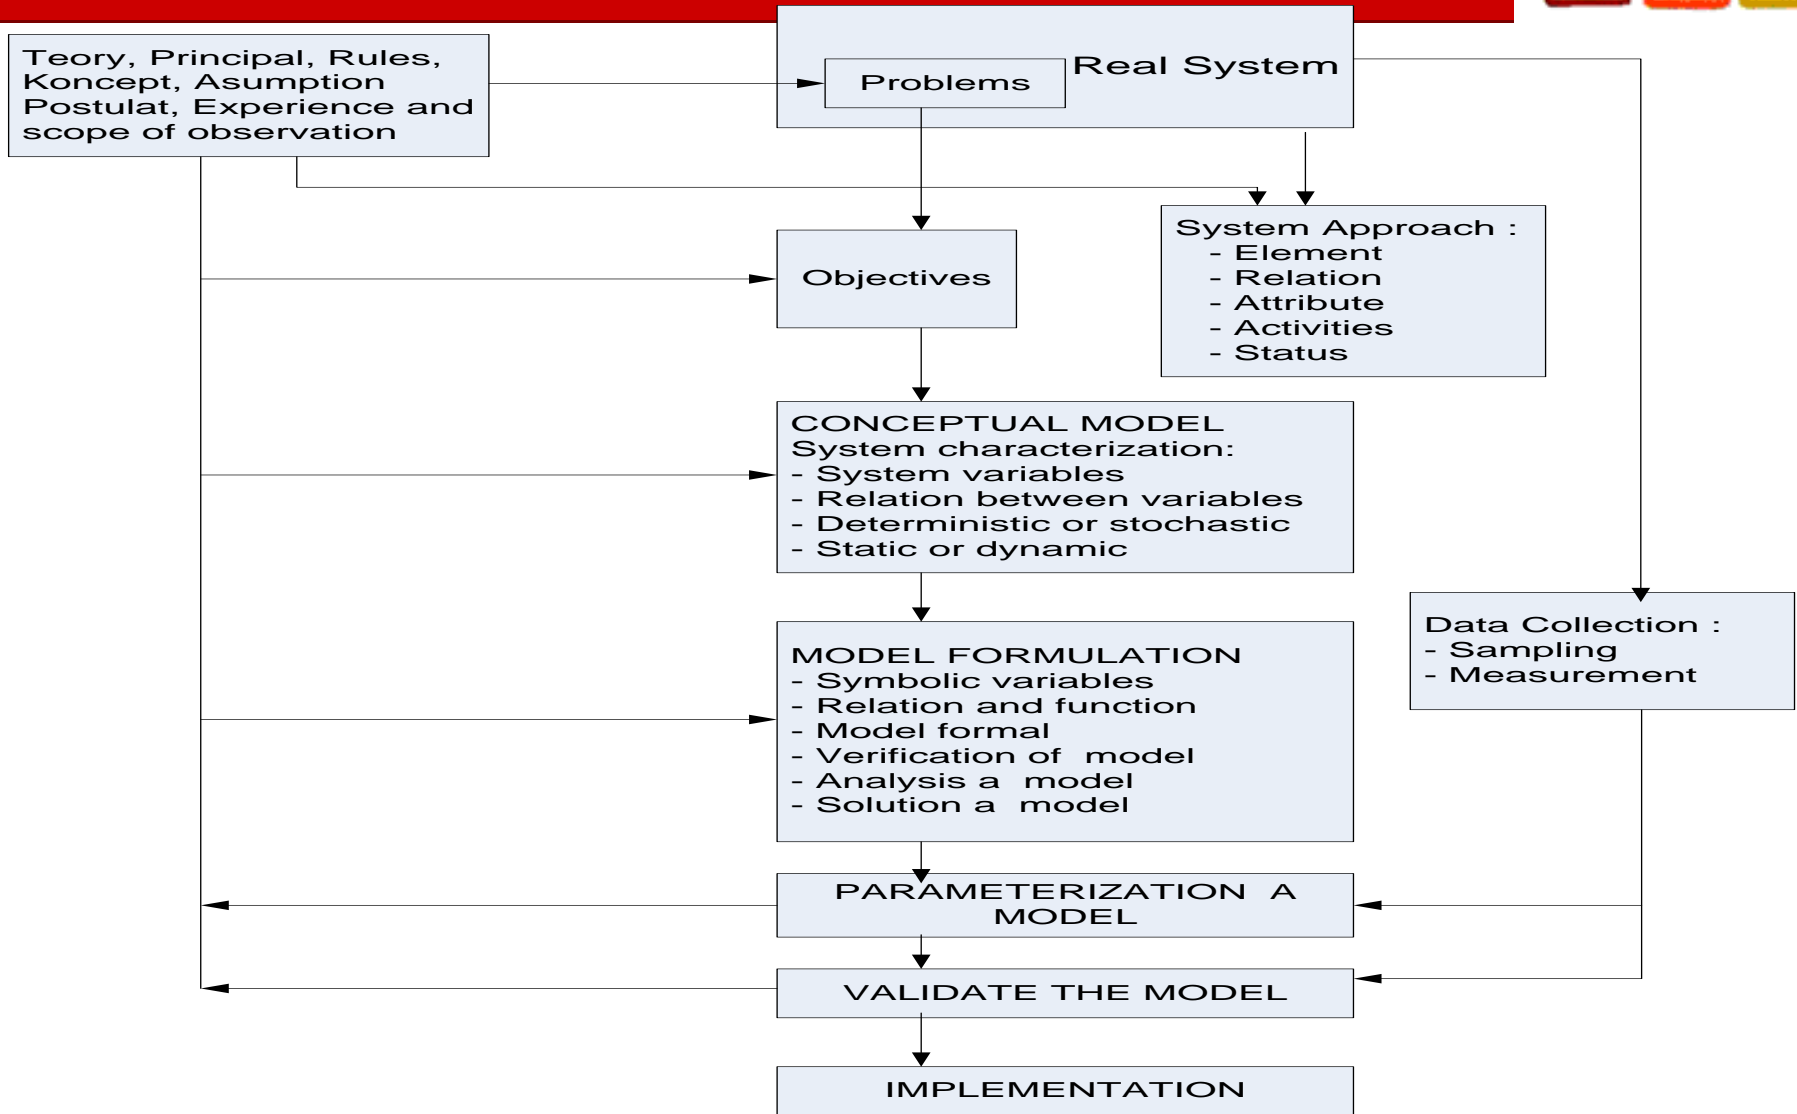 Teory, Principal, Rules,
Koncept, Asumption
Postulat, Experience and
scope of observation
Real System
Problems
Objectives
System Approach :
- Element
- Relation
- Attribute
- Activities
- Status
CONCEPTUAL MODEL
System characterization:
- System variables
- Relation between variables
- Deterministic or stochastic
- Static or dynamic
MODEL FORMULATION
- Symbolic variables
- Relation and function
- Model formal
- Verification of model
- Analysis a model
- Solution a model
Data Collection :
- Sampling
- Measurement
PARAMETERIZATION A
MODEL
VALIDATE THE MODEL
IMPLEMENTATION